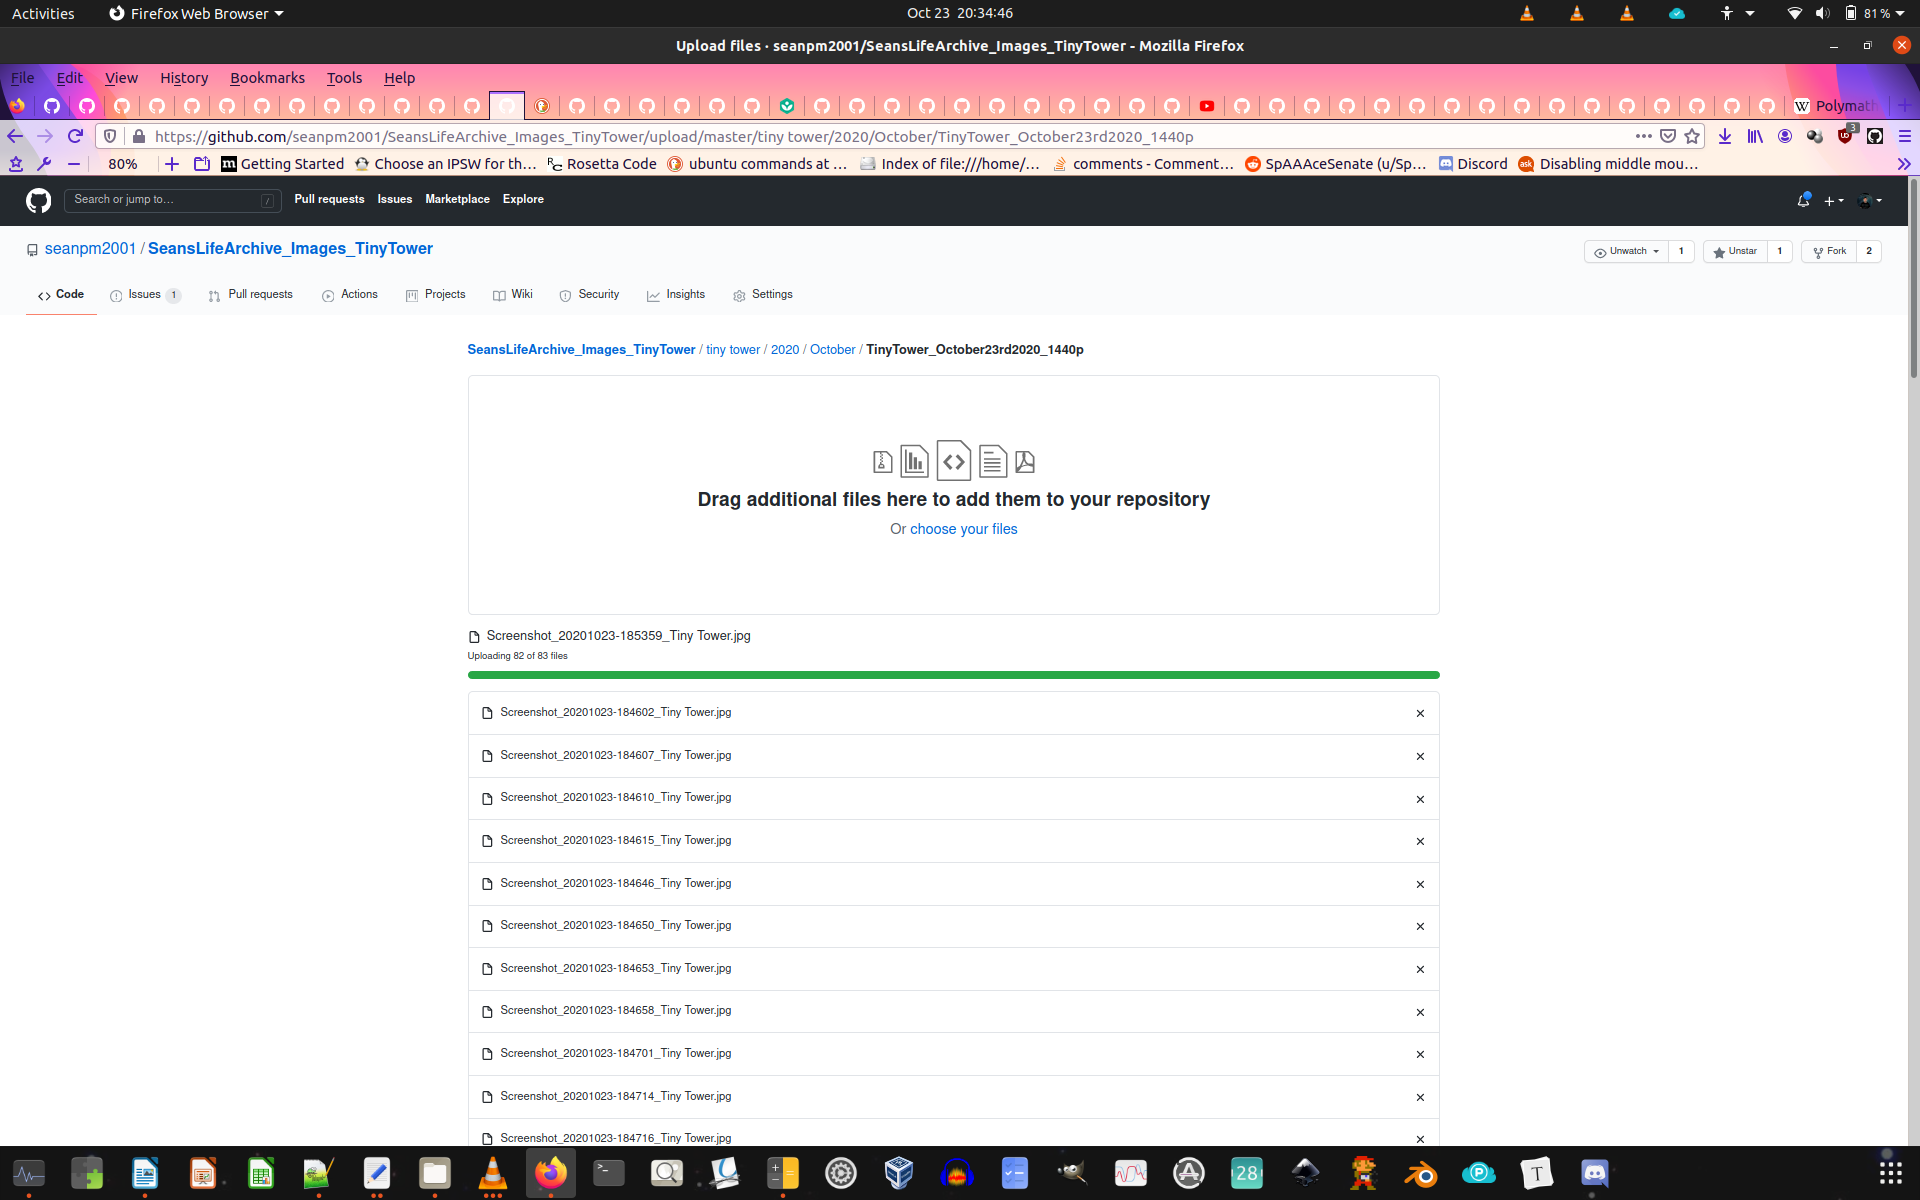 Activities
Firefox Web Browser
Oct 23 20:34:46
81 %
Upload files · seanpm2001/SeansLifeArchive_Images_TinyTower - Mozilla Firefox
File Edit View History Bookmarks Tools Help
W Polymath
https://github.com/seanpm2001/SeansLifeArchive_Images_TinyTower/upload/master/tiny tower/2020/October/TinyTower_October23rd2020_1440p
3
80%
m Getting Started
Choose an IPSW for th…
Rosetta Code
ubuntu commands at …
Index of file:///home/…
comments - Comment…
SpAAAceSenate (u/Sp…
Discord
ask Disabling middle mou…
Search or jump to… /
Pull requests Issues Marketplace Explore
seanpm2001 / SeansLifeArchive_Images_TinyTower
Unwatch 1
Unstar 1
Fork 2
Code
Issues 1
Pull requests
Actions
Projects
Wiki
Security
Insights
Settings
SeansLifeArchive_Images_TinyTower / tiny tower / 2020 / October / TinyTower_October23rd2020_1440p
Drag additional files here to add them to your repository
Or choose your files
Screenshot_20201023-185359_Tiny Tower.jpg
Uploading 82 of 83 files
Screenshot_20201023-184602_Tiny Tower.jpg
Screenshot_20201023-184607_Tiny Tower.jpg
Screenshot_20201023-184610_Tiny Tower.jpg
Screenshot_20201023-184615_Tiny Tower.jpg
Screenshot_20201023-184646_Tiny Tower.jpg
Screenshot_20201023-184650_Tiny Tower.jpg
Screenshot_20201023-184653_Tiny Tower.jpg
Screenshot_20201023-184658_Tiny Tower.jpg
Screenshot_20201023-184701_Tiny Tower.jpg
Screenshot_20201023-184714_Tiny Tower.jpg
Screenshot_20201023-184716_Tiny Tower.jpg
28
T